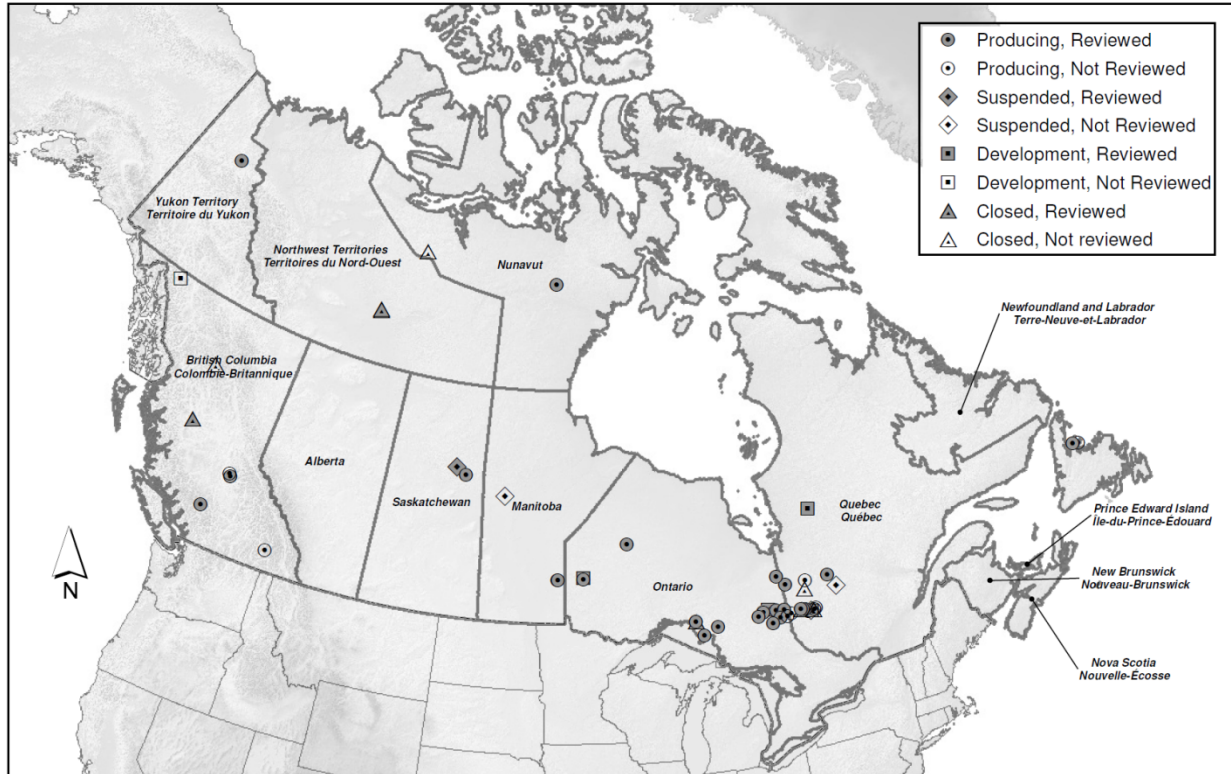 Producing, Reviewed
Producing, Not Reviewed
Suspended, Reviewed
Suspended, Not Reviewed
Development, Reviewed
Development, Not Reviewed
Closed, Reviewed
Closed, Not reviewed
Yukon Territory
Territoire du Yukon
Northwest Territories
Territoires du Nord-Ouest
Nunavut
Newfoundland and Labrador
Terre-Neuve-et-Labrador
British Columbia
Colombie-Britannique
Alberta
Saskatchewan
Manitoba
Ontario
Quebec
Québec
Prince Edward Island
Île-du-Prince-Édouard
New Brunswick
Nouveau-Brunswick
Nova Scotia
Nouvelle-Écosse
N